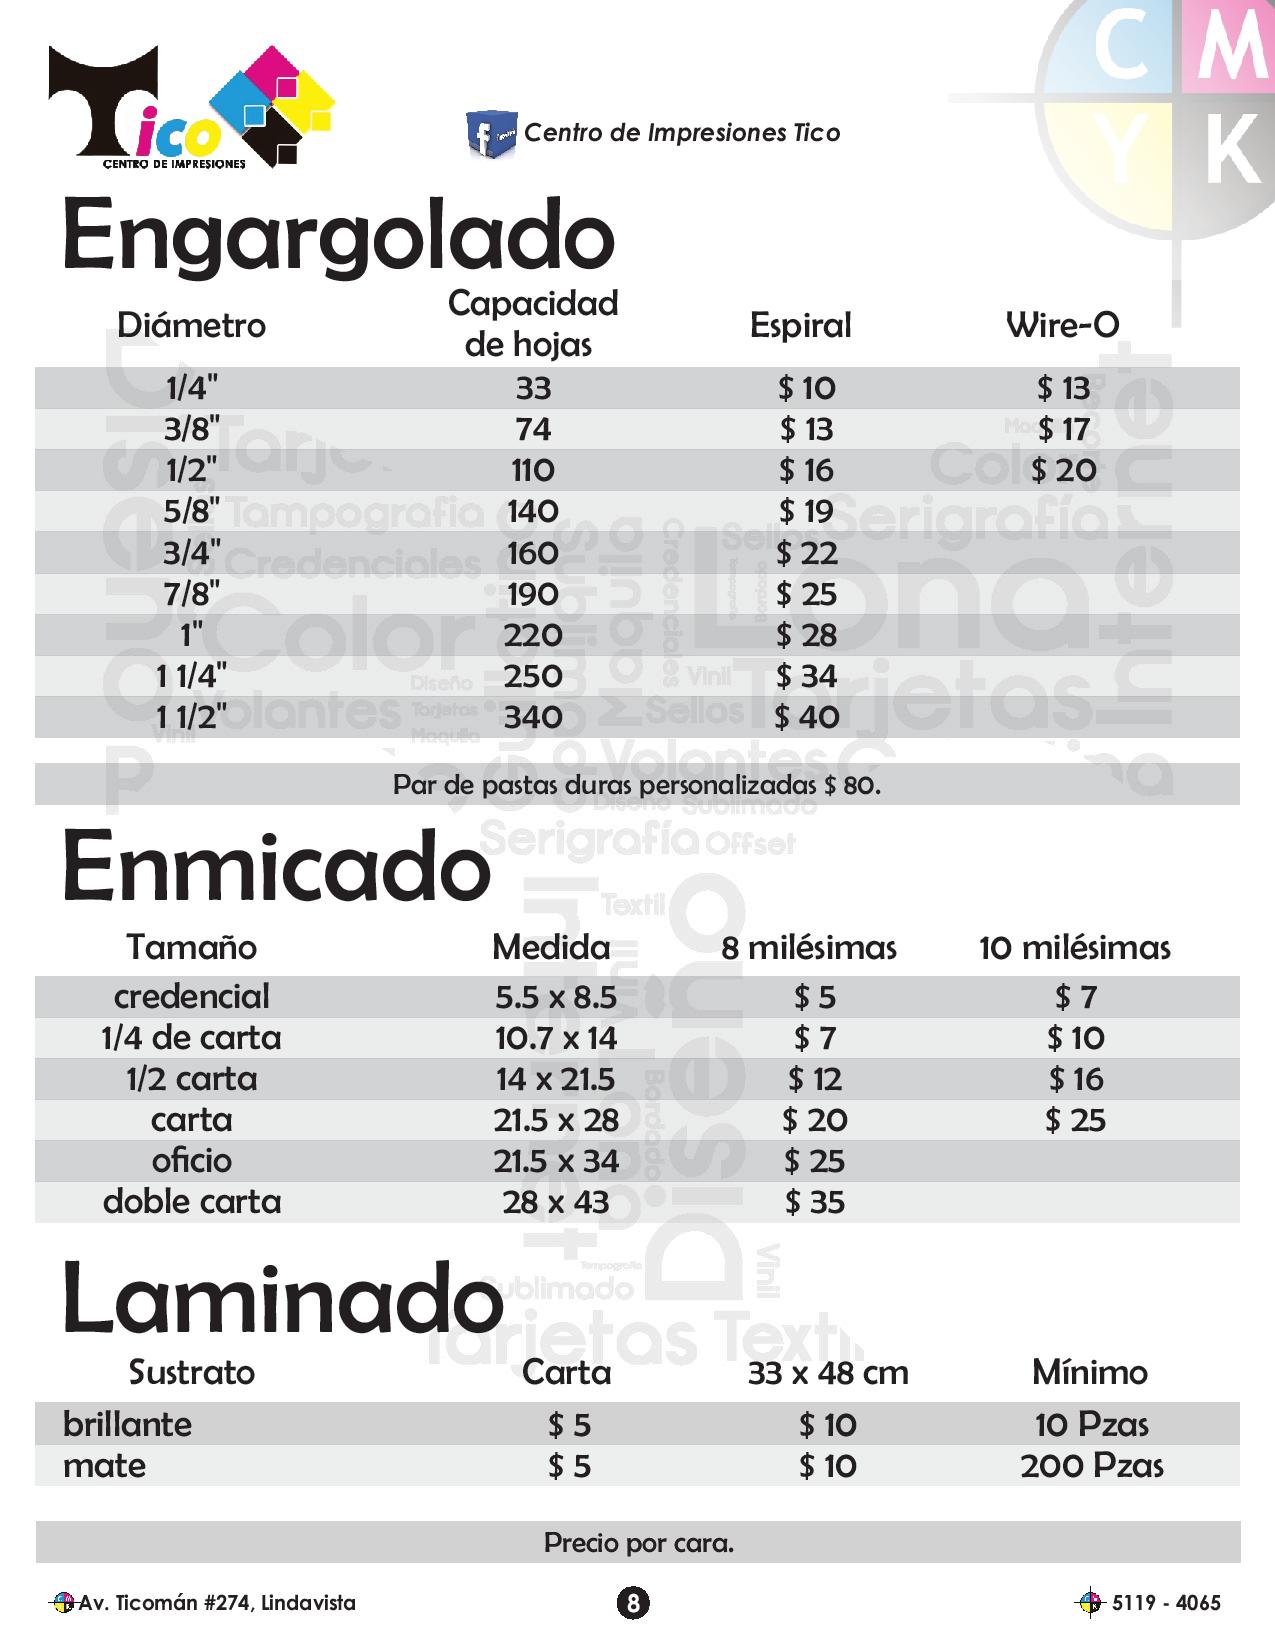 Tico
CENTRO DE IMPRESIONES
Centro de Impresiones Tico
C M
Y K
Engargolado
Diámetro Capacidad de hojas Espiral Wire-O
1/4" 33 $ 10 $ 13
3/8" 74 $ 13 $ 17
1/2" 110 $ 16 $ 20
5/8" 140 $ 19
3/4" 160 $ 22
7/8" 190 $ 25
1" 220 $ 28
1 1/4" 250 $ 34
1 1/2" 340 $ 40
Par de pastas duras personalizadas $ 80.
Enmicado
Tamaño Medida 8 milésimas 10 milésimas
credencial 5.5 x 8.5 $ 5 $ 7
1/4 de carta 10.7 x 14 $ 7 $ 10
1/2 carta 14 x 21.5 $ 12 $ 16
carta 21.5 x 28 $ 20 $ 25
oficio 21.5 x 34 $ 25
doble carta 28 x 43 $ 35
Laminado
Sustrato Carta 33 x 48 cm Mínimo
brillante $ 5 $ 10 10 Pzas
mate $ 5 $ 10 200 Pzas
Precio por cara.
Av. Ticomán #274, Lindavista 8 5119 - 4065